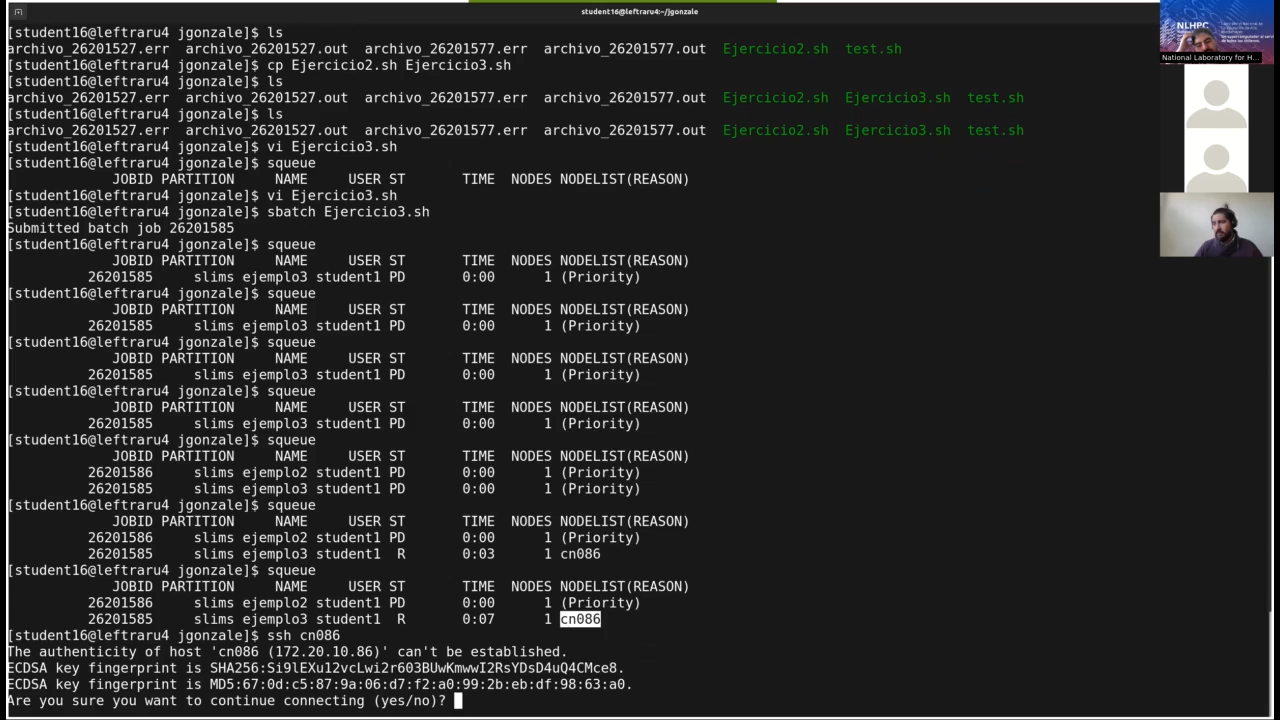 student16@leftraru4:~/jgonzale
[student16@leftraru4 jgonzale]$ ls
archivo_26201527.err archivo_26201527.out archivo_26201577.err archivo_26201577.out Ejercicio2.sh test.sh
[student16@leftraru4 jgonzale]$ cp Ejercicio2.sh Ejercicio3.sh
[student16@leftraru4 jgonzale]$ ls
archivo_26201527.err archivo_26201527.out archivo_26201577.err archivo_26201577.out Ejercicio2.sh Ejercicio3.sh test.sh
[student16@leftraru4 jgonzale]$ ls
archivo_26201527.err archivo_26201527.out archivo_26201577.err archivo_26201577.out Ejercicio2.sh Ejercicio3.sh test.sh
[student16@leftraru4 jgonzale]$ vi Ejercicio3.sh
[student16@leftraru4 jgonzale]$ squeue
JOBID PARTITION NAME USER ST TIME NODES NODELIST(REASON)
[student16@leftraru4 jgonzale]$ vi Ejercicio3.sh
[student16@leftraru4 jgonzale]$ sbatch Ejercicio3.sh
Submitted batch job 26201585
[student16@leftraru4 jgonzale]$ squeue
JOBID PARTITION NAME USER ST TIME NODES NODELIST(REASON)
26201585 slims ejemplo3 student1 PD 0:00 1 (Priority)
[student16@leftraru4 jgonzale]$ squeue
JOBID PARTITION NAME USER ST TIME NODES NODELIST(REASON)
26201585 slims ejemplo3 student1 PD 0:00 1 (Priority)
[student16@leftraru4 jgonzale]$ squeue
JOBID PARTITION NAME USER ST TIME NODES NODELIST(REASON)
26201585 slims ejemplo3 student1 PD 0:00 1 (Priority)
[student16@leftraru4 jgonzale]$ squeue
JOBID PARTITION NAME USER ST TIME NODES NODELIST(REASON)
26201585 slims ejemplo3 student1 PD 0:00 1 (Priority)
[student16@leftraru4 jgonzale]$ squeue
JOBID PARTITION NAME USER ST TIME NODES NODELIST(REASON)
26201586 slims ejemplo2 student1 PD 0:00 1 (Priority)
26201585 slims ejemplo3 student1 PD 0:00 1 (Priority)
[student16@leftraru4 jgonzale]$ squeue
JOBID PARTITION NAME USER ST TIME NODES NODELIST(REASON)
26201586 slims ejemplo2 student1 PD 0:00 1 (Priority)
26201585 slims ejemplo3 student1 R 0:03 1 cn086
[student16@leftraru4 jgonzale]$ squeue
JOBID PARTITION NAME USER ST TIME NODES NODELIST(REASON)
26201586 slims ejemplo2 student1 PD 0:00 1 (Priority)
26201585 slims ejemplo3 student1 R 0:07 1 cn086
[student16@leftraru4 jgonzale]$ ssh cn086
The authenticity of host 'cn086 (172.20.10.86)' can't be established.
ECDSA key fingerprint is SHA256:Si9lEXu12vcLwi2r603BUwKmwwI2RsYDsD4uQ4CMce8.
ECDSA key fingerprint is MD5:67:0d:c5:87:9a:06:d7:f2:a0:99:2b:eb:df:98:63:a0.
Are you sure you want to continue connecting (yes/no)?
NLHPC
National Laboratory for H...